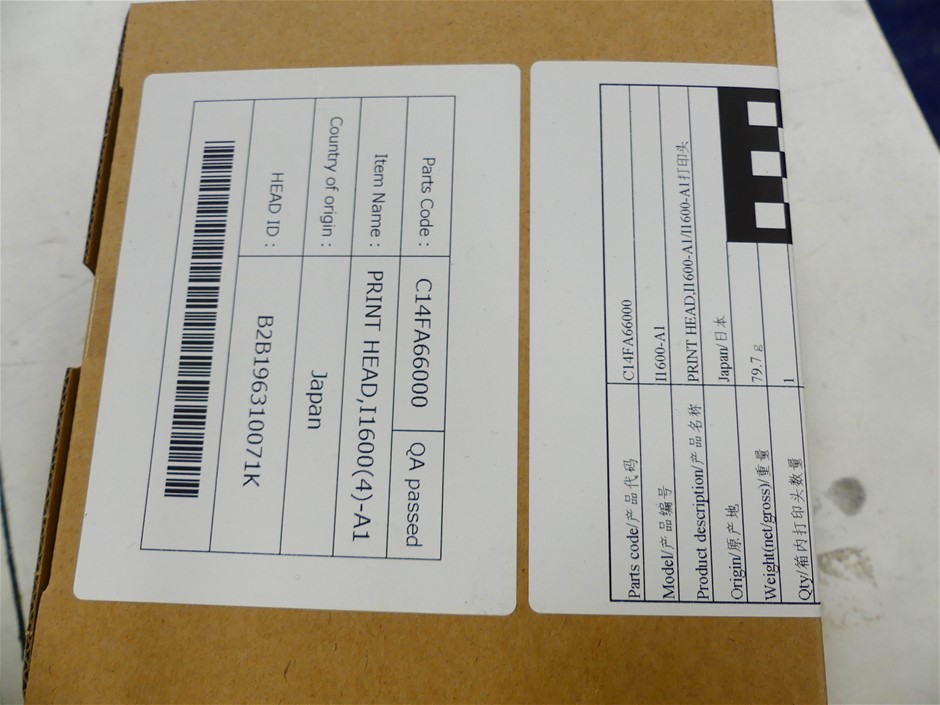 Parts Code : C14FA66000 QA passed
Item Name : PRINT HEAD,I1600(4)-A1
Country of origin : Japan
HEAD ID : B2B196310071K
Parts code/产品代码 C14FA66000
Model/产品编号 I1600-A1
Product description/产品名称 PRINT HEAD,I1600-A1/I1600-A1打印头
Origin/原产地 Japan/日本
Weight(net/gross)/重量 79.7 g
Qty/箱内打印头数量 1